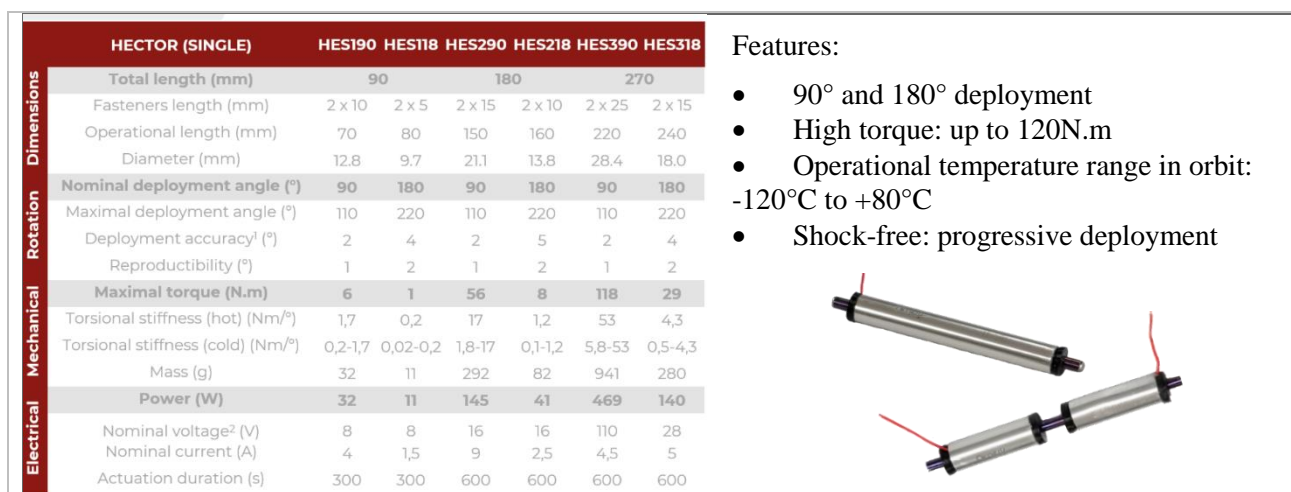 HECTOR (SINGLE) HES190 HES118 HES290 HES218 HES390 HES318
Dimensions
Total length (mm) 90 180 270
Fasteners length (mm) 2 x 10 2 x 5 2 x 15 2 x 10 2 x 25 2 x 15
Operational length (mm) 70 80 150 160 220 240
Diameter (mm) 12.8 9.7 21.1 13.8 28.4 18.0
Rotation
Nominal deployment angle (°) 90 180 90 180 90 180
Maximal deployment angle (°) 110 220 110 220 110 220
Deployment accuracy¹ (°) 2 4 2 5 2 4
Reproductibility (°) 1 2 1 2 1 2
Mechanical
Maximal torque (N.m) 6 1 56 8 118 29
Torsional stiffness (hot) (Nm/°) 1,7 0,2 17 1,2 53 4,3
Torsional stiffness (cold) (Nm/°) 0,2-1,7 0,02-0,2 1,8-17 0,1-1,2 5,8-53 0,5-4,3
Mass (g) 32 11 292 82 941 280
Electrical
Power (W) 32 11 145 41 469 140
Nominal voltage² (V) 8 8 16 16 110 28
Nominal current (A) 4 1,5 9 2,5 4,5 5
Actuation duration (s) 300 300 600 600 600 600
Features:
• 90° and 180° deployment
• High torque: up to 120N.m
• Operational temperature range in orbit:
-120°C to +80°C
• Shock-free: progressive deployment